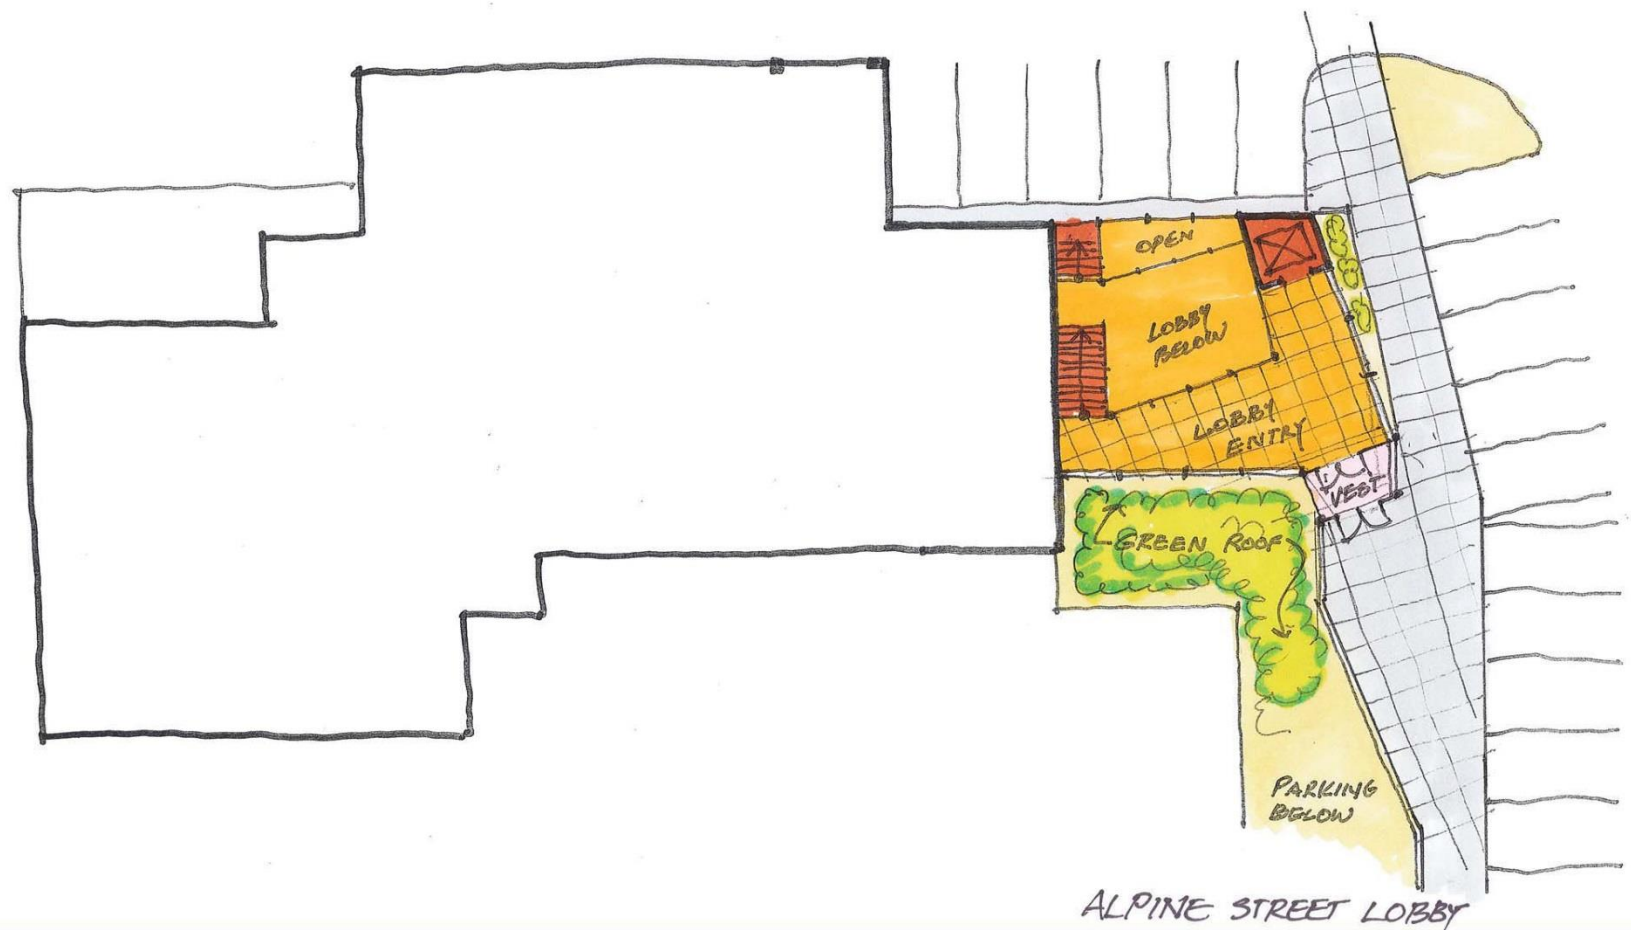 OPEN
LOBBY
BELOW
LOBBY
ENTRY
VEST
GREEN ROOF
PARKING
BELOW
ALPINE STREET LOBBY